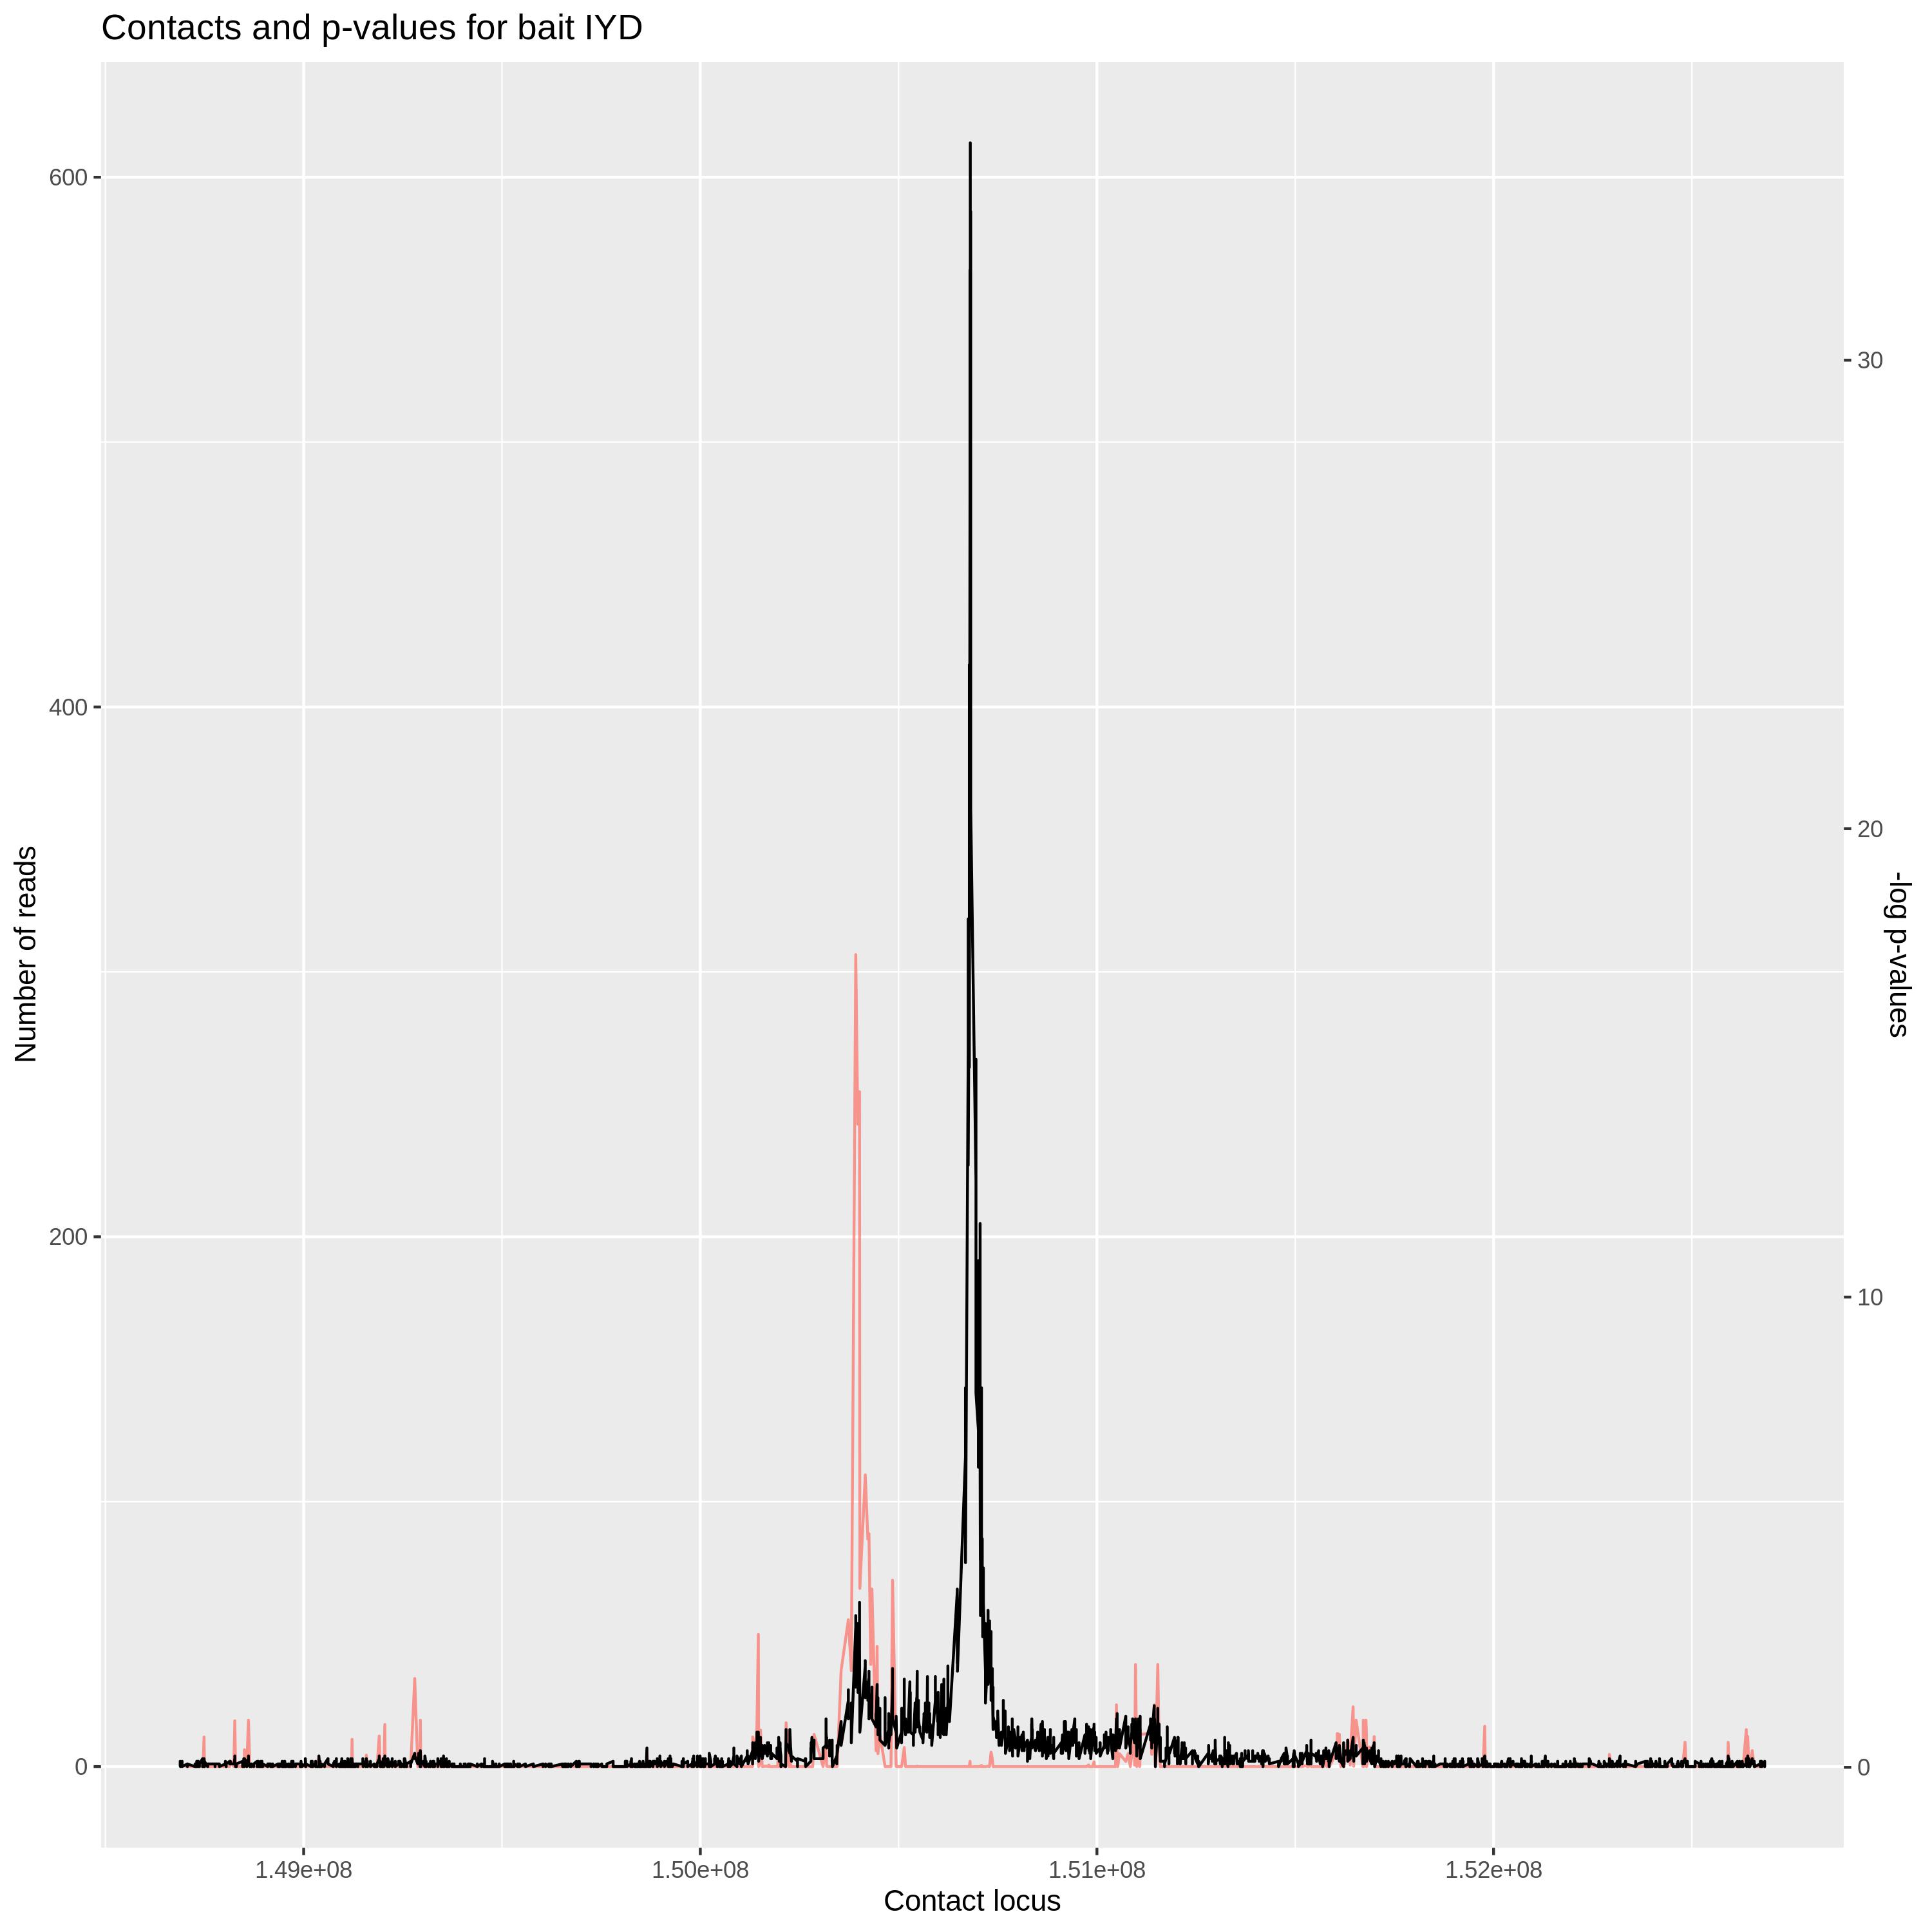 Contacts and p-values for bait IYD
600
400
200
0
Number of reads
30
20
10
0
-log p-values
1.49e+08
1.50e+08
1.51e+08
1.52e+08
Contact locus